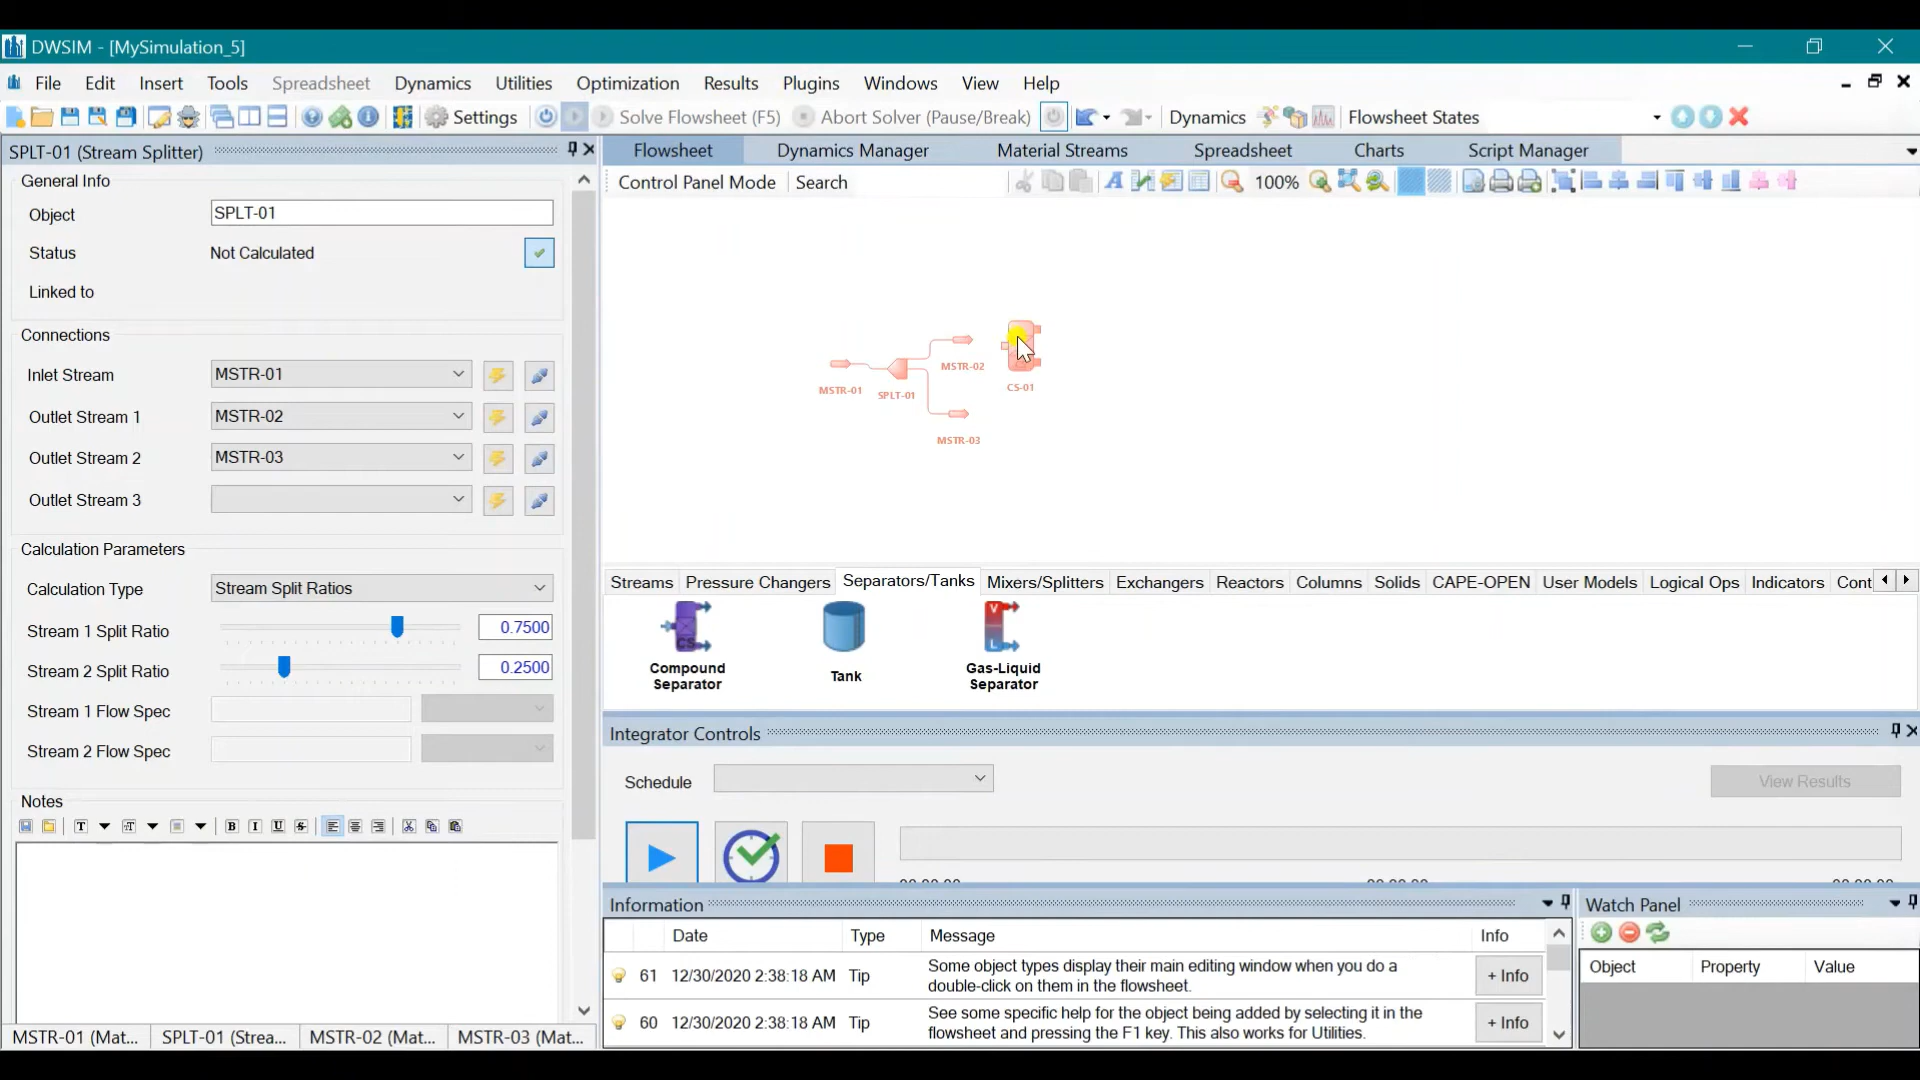 DWSIM - [MySimulation_5]
File Edit Insert Tools Spreadsheet Dynamics Utilities Optimization Results Plugins Windows View Help
Settings Solve Flowsheet (F5) Abort Solver (Pause/Break) Dynamics Flowsheet States
SPLT-01 (Stream Splitter)
General Info
Object SPLT-01
Status Not Calculated
Linked to
Connections
Inlet Stream MSTR-01
Outlet Stream 1 MSTR-02
Outlet Stream 2 MSTR-03
Outlet Stream 3
Calculation Parameters
Calculation Type Stream Split Ratios
Stream 1 Split Ratio 0.7500
Stream 2 Split Ratio 0.2500
Stream 1 Flow Spec
Stream 2 Flow Spec
Notes
T T B I U S
MSTR-01 (Mat... SPLT-01 (Strea... MSTR-02 (Mat... MSTR-03 (Mat...
Flowsheet Dynamics Manager Material Streams Spreadsheet Charts Script Manager
Control Panel Mode Search A 100%
MSTR-01 SPLT-01 MSTR-02 CS-01
MSTR-03
Streams Pressure Changers Separators/Tanks Mixers/Splitters Exchangers Reactors Columns Solids CAPE-OPEN User Models Logical Ops Indicators Cont
CS V L
Compound Separator
Tank
Gas-Liquid Separator
Integrator Controls
Schedule View Results
Information
Date Type Message Info
61 12/30/2020 2:38:18 AM Tip Some object types display their main editing window when you do a + Info
double-click on them in the flowsheet.
60 12/30/2020 2:38:18 AM Tip See some specific help for the object being added by selecting it in the + Info
flowsheet and pressing the F1 key. This also works for Utilities.
Watch Panel
Object Property Value